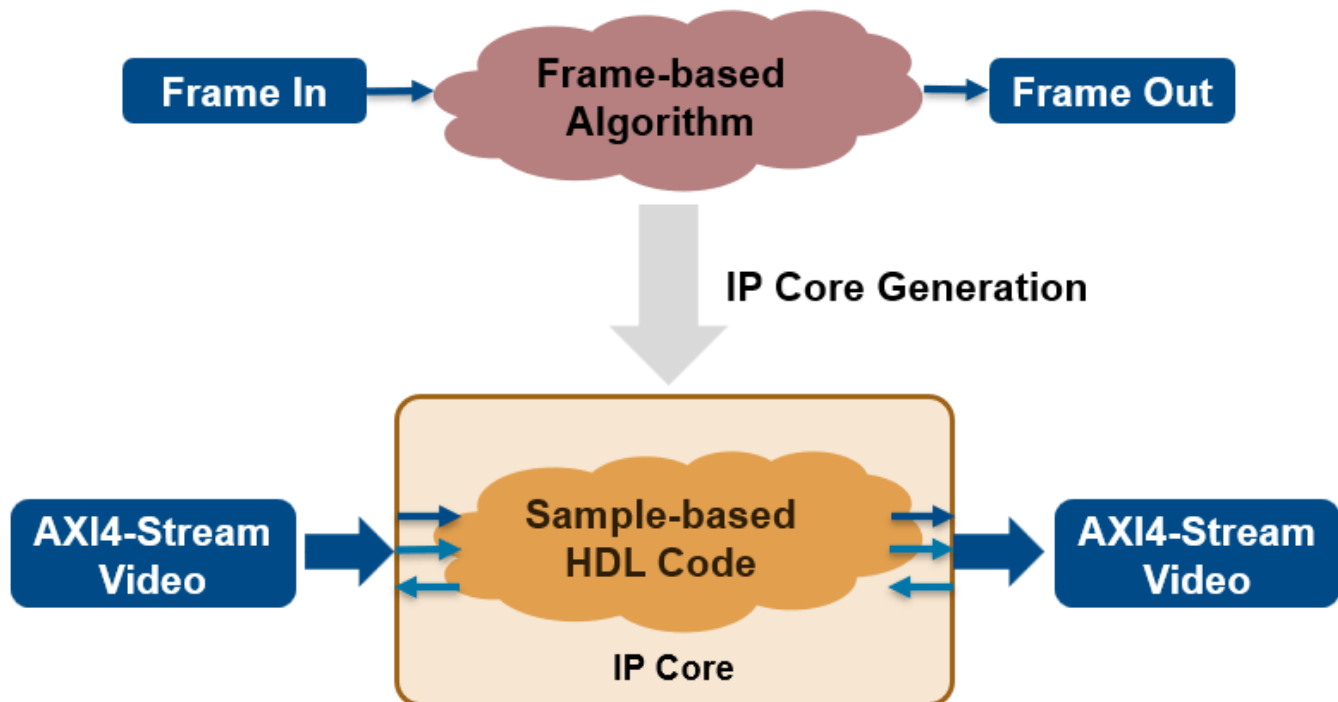 Frame In
Frame-based
Algorithm
Frame Out
IP Core Generation
AXI4-Stream
Video
Sample-based
HDL Code
AXI4-Stream
Video
IP Core